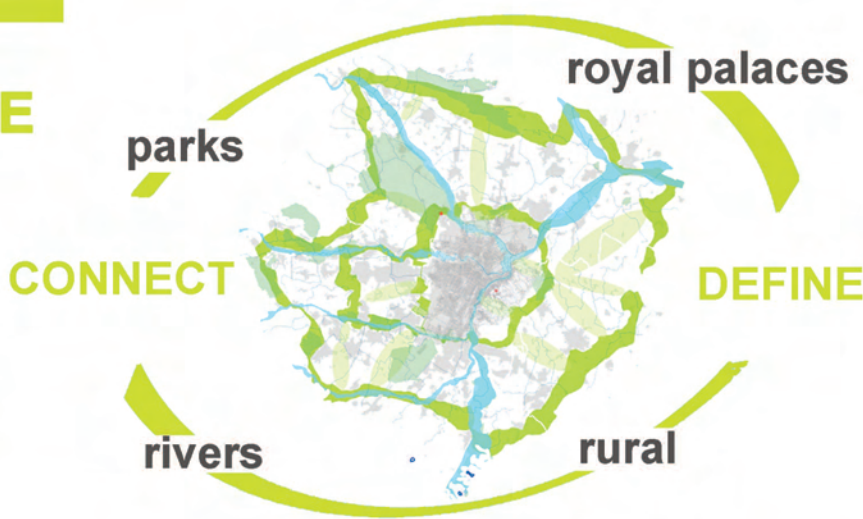 royal palaces
E
parks
CONNECT
DEFINE
rivers
rural